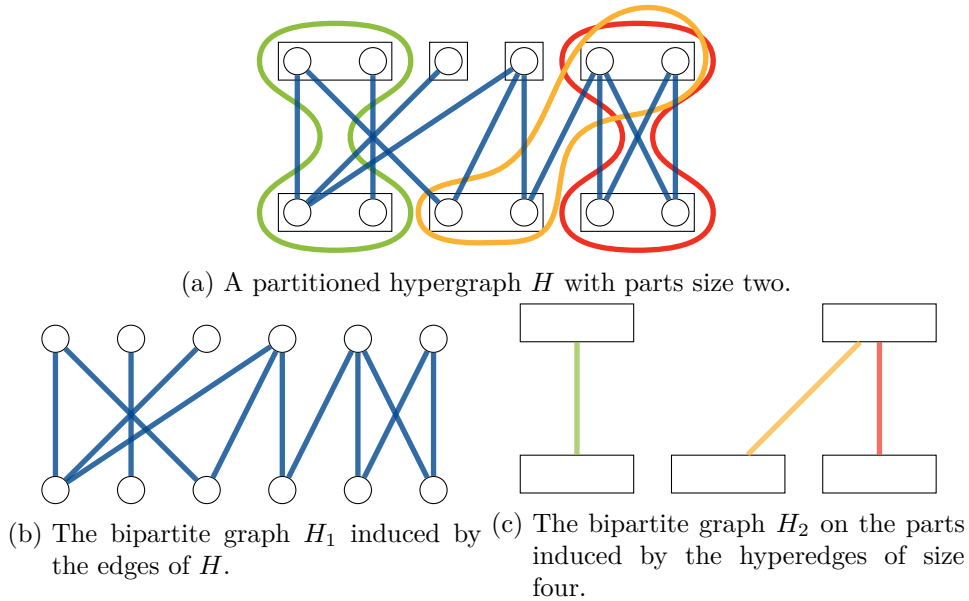 (a) A partitioned hypergraph H with parts size two.
(b) The bipartite graph H₁ induced by
the edges of H.
(c) The bipartite graph H₂ on the parts
induced by the hyperedges of size
four.